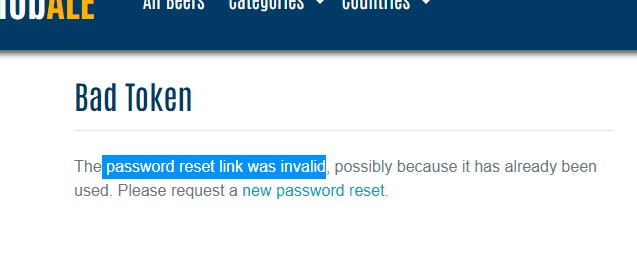 ALE All Beers Categories Countries
Bad Token
The password reset link was invalid, possibly because it has already been
used. Please request a new password reset.